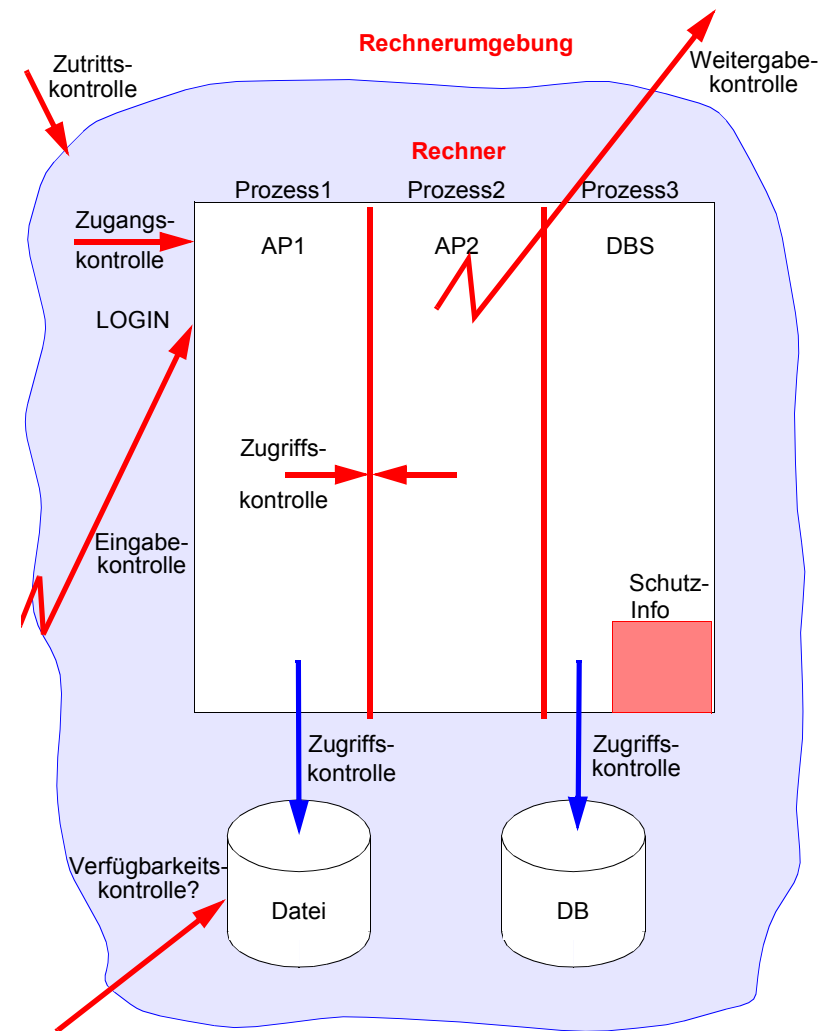 Rechnerumgebung
Zutritts-
kontrolle
Weitergabe-
kontrolle
Rechner
Prozess1
Prozess2
Prozess3
Zugangs-
kontrolle
AP1
AP2
DBS
LOGIN
Zugriffs-
kontrolle
Eingabe-
kontrolle
Schutz-
Info
Zugriffs-
kontrolle
Zugriffs-
kontrolle
Verfügbarkeits-
kontrolle?
Datei
DB